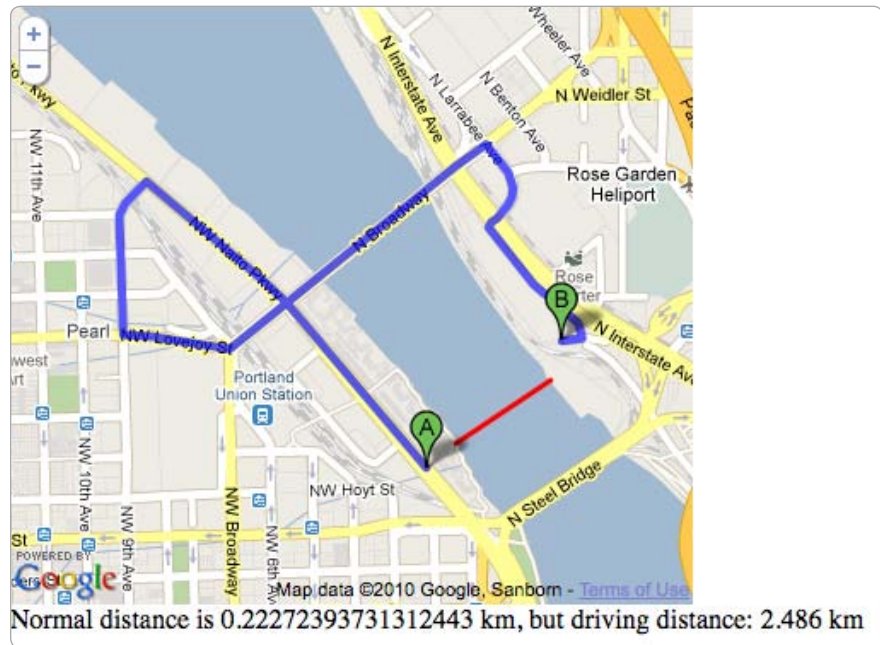 +
−
Wheeler Ave
N Interstate Ave
N Larrabee Ave
N Benton Ave
N Weidler St
Pkwy
NW 11th Ave
Rose Garden
Heliport
N Broadway
NW Naito Pkwy
Rose
B
N Interstate Ave
Pearl
NW Lovejoy St
Portland
Union Station
A
NW 10th Ave
NW 9th Ave
NW Broadway
NW 6th
NW Hoyt St
N Steel Bridge
St
POWERED BY
Google
Map data ©2010 Google, Sanborn - Terms of Use
Normal distance is 0.22272393731312443 km, but driving distance: 2.486 km